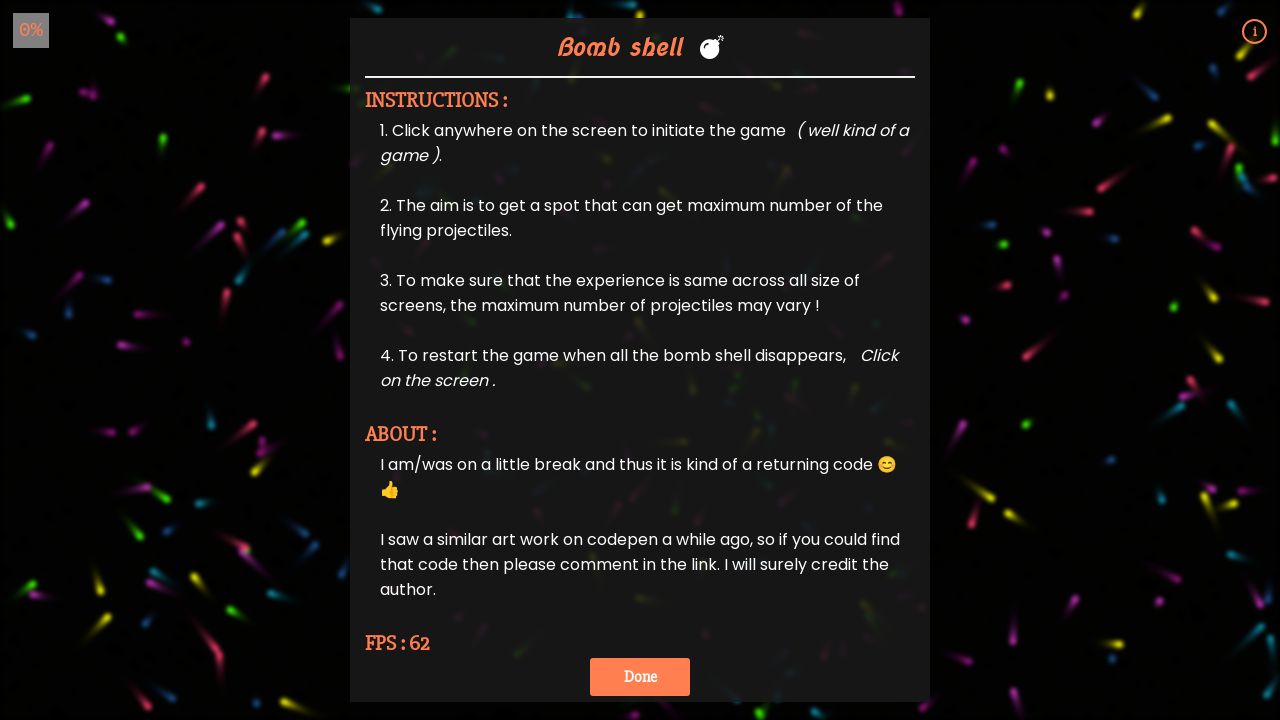 0%
i
Bomb shell 💣
INSTRUCTIONS :
1. Click anywhere on the screen to initiate the game ( well kind of a
game ).
2. The aim is to get a spot that can get maximum number of the
flying projectiles.
3. To make sure that the experience is same across all size of
screens, the maximum number of projectiles may vary !
4. To restart the game when all the bomb shell disappears, Click
on the screen .
ABOUT :
I am/was on a little break and thus it is kind of a returning code 😊
👍
I saw a similar art work on codepen a while ago, so if you could find
that code then please comment in the link. I will surely credit the
author.
FPS : 62
Done